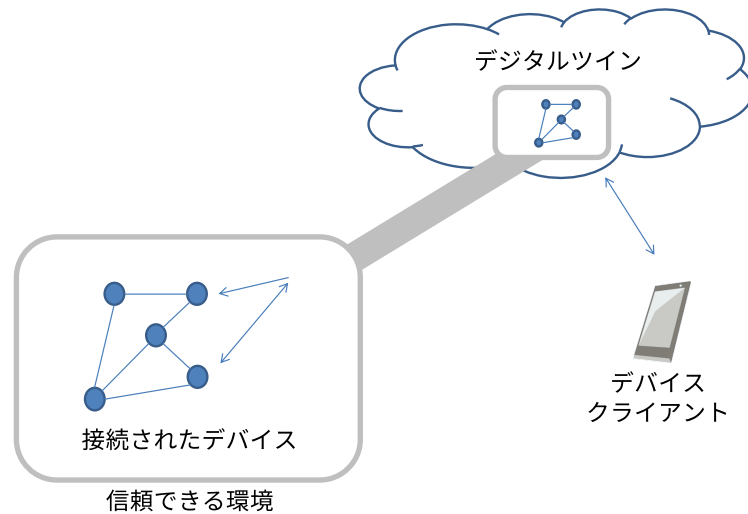 デジタルツイン
デバイス
クライアント
接続されたデバイス
信頼できる環境